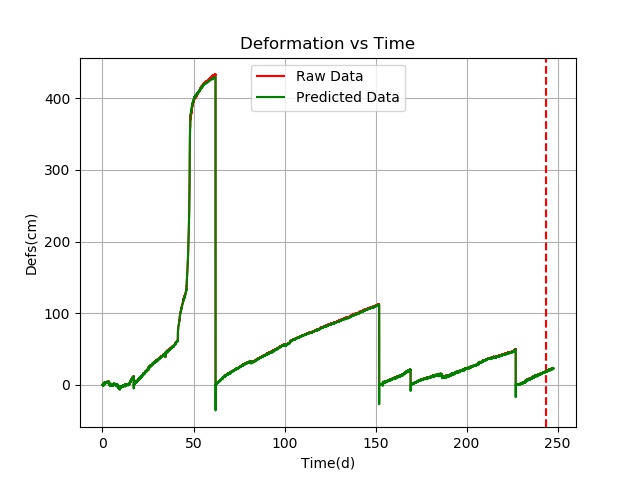 Deformation vs Time
Raw Data
Predicted Data
400
300
200
100
0
Defs(cm)
0 50 100 150 200 250
Time(d)